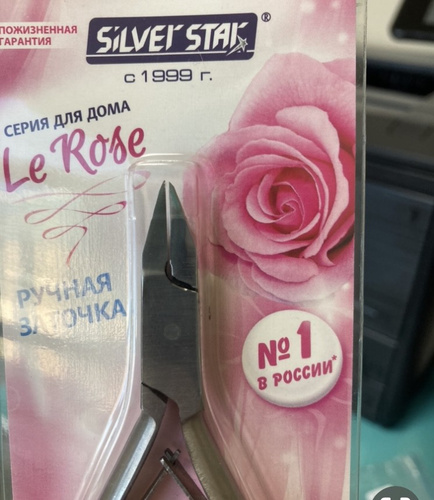 ПОЖИЗНЕННАЯ
ГАРАНТИЯ
SILVER STAR®
с 1999 г.
СЕРИЯ ДЛЯ ДОМА
Le Rose
РУЧНАЯ
ЗАТОЧКА
№1
В РОССИИ*